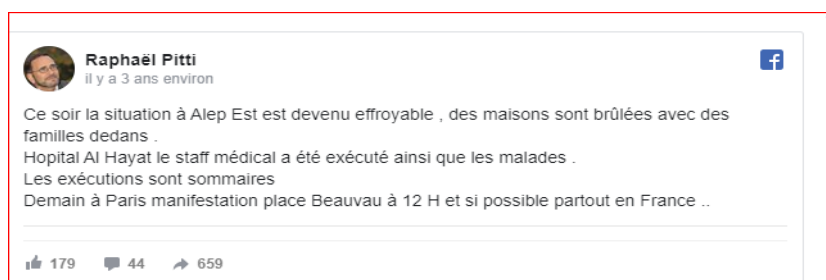 Raphaël Pitti
il y a 3 ans environ
Ce soir la situation à Alep Est est devenu effroyable , des maisons sont brûlées avec des
familles dedans .
Hopital Al Hayat le staff médical a été exécuté ainsi que les malades .
Les exécutions sont sommaires
Demain à Paris manifestation place Beauvau à 12 H et si possible partout en France ..
179 44 659